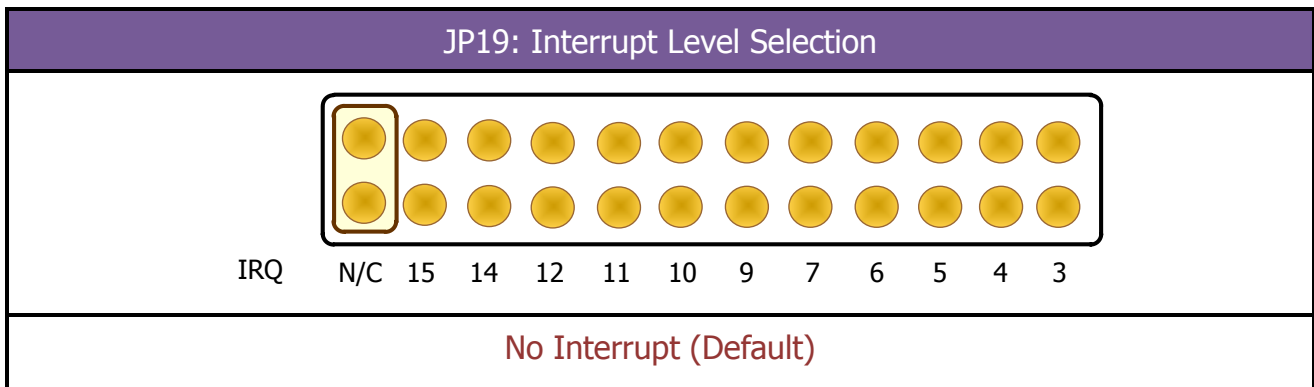 JP19: Interrupt Level Selection
IRQ N/C 15 14 12 11 10 9 7 6 5 4 3
No Interrupt (Default)